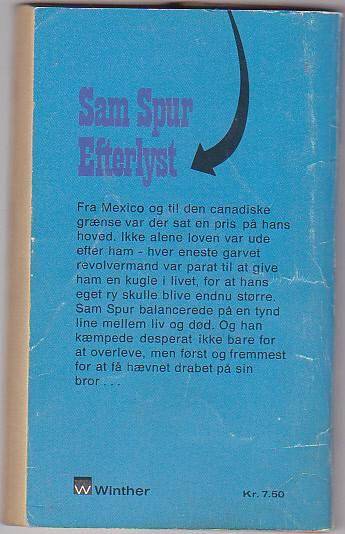 Sam Spur
Efterlyst
Fra Mexico og til den canadiske
grænse var der sat en pris på hans
hoved. Ikke alene loven var ude
efter ham - hver eneste garvet
revolvermand var parat til at give
ham en kugle i livet, for at hans
eget ry skulle blive endnu større.
Sam Spur balancerede på en tynd
line mellem liv og død. Og han
kæmpede desperat ikke bare for
at overleve, men først og fremmest
for at få hævnet drabet på sin
bror . . .
W Winther
Kr. 7.50